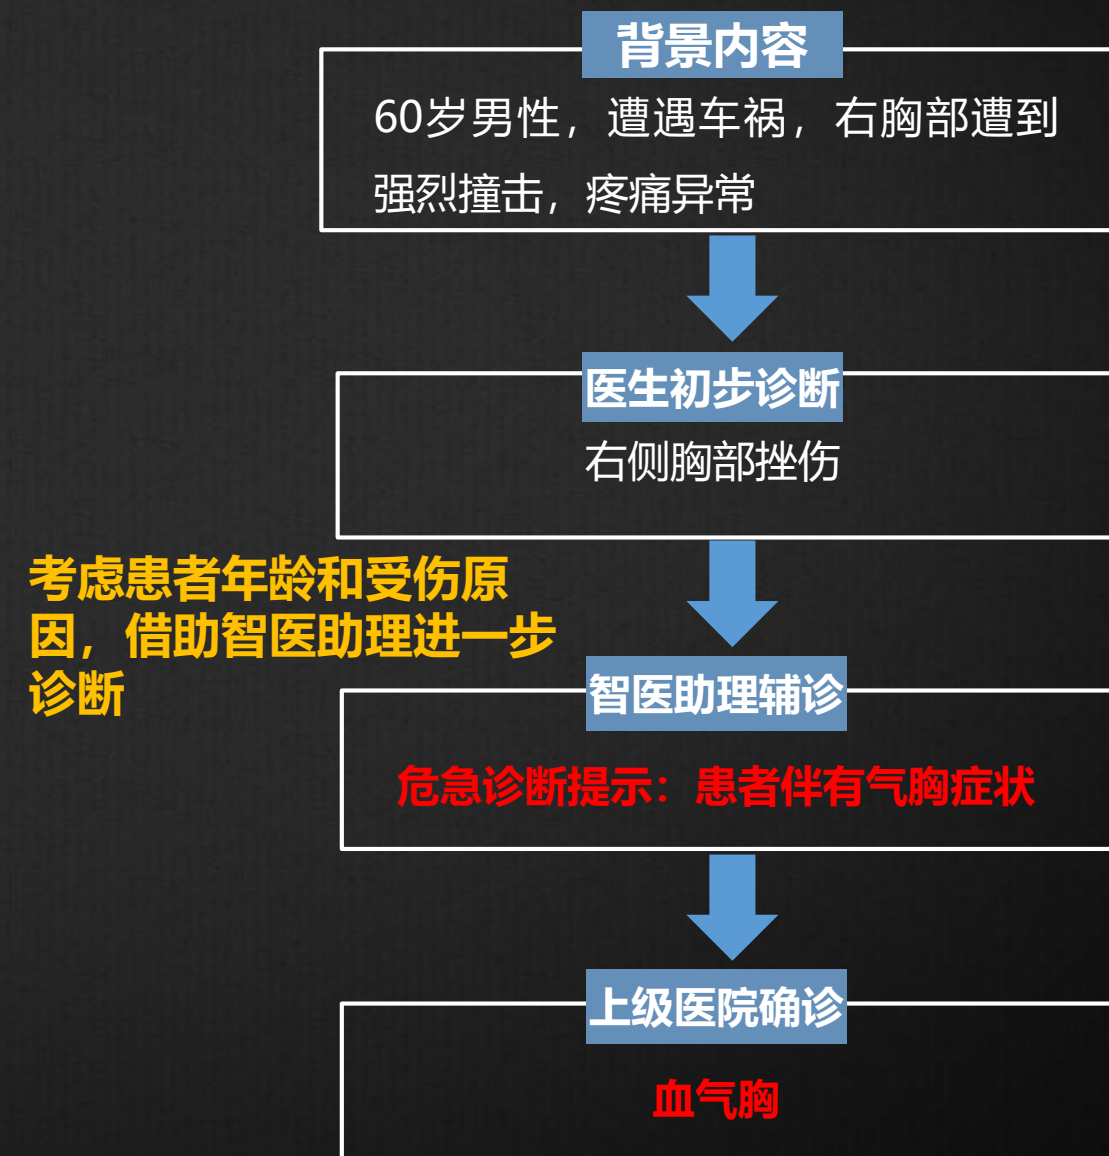 背景内容
60岁男性，遭遇车祸，右胸部遭到
强烈撞击，疼痛异常
医生初步诊断
右侧胸部挫伤
考虑患者年龄和受伤原
因，借助智医助理进一步
诊断
智医助理辅诊
危急诊断提示：患者伴有气胸症状
上级医院确诊
血气胸